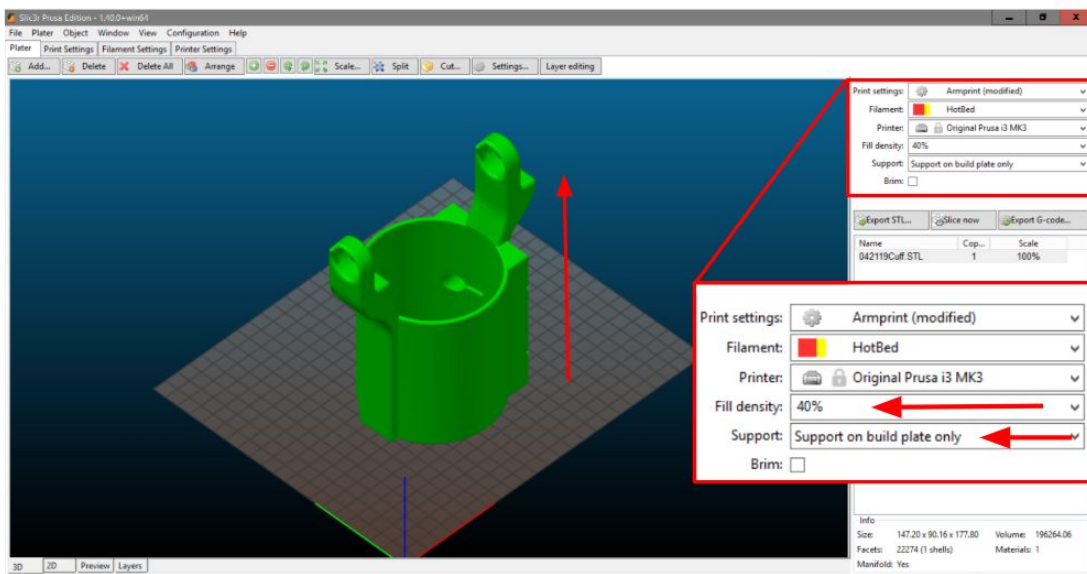 Slic3r Prusa Edition - 1.40.0+win64
File Plater Object Window View Configuration Help
Plater Print Settings Filament Settings Printer Settings
Add... Delete Delete All Arrange Scale... Split Cut... Settings... Layer editing
Print settings: Armprint (modified)
Filament: HotBed
Printer: Original Prusa i3 MK3
Fill density: 40%
Support: Support on build plate only
Brim:
Export STL... Slice now Export G-code...
Name Cop... Scale
042119Cuff.STL 1 100%
Print settings: Armprint (modified)
Filament: HotBed
Printer: Original Prusa i3 MK3
Fill density: 40%
Support: Support on build plate only
Brim:
Info
Size: 147.20 x 90.16 x 177.80 Volume: 196264.06
Facets: 22274 (1 shells) Materials: 1
Manifold: Yes
3D 2D Preview Layers